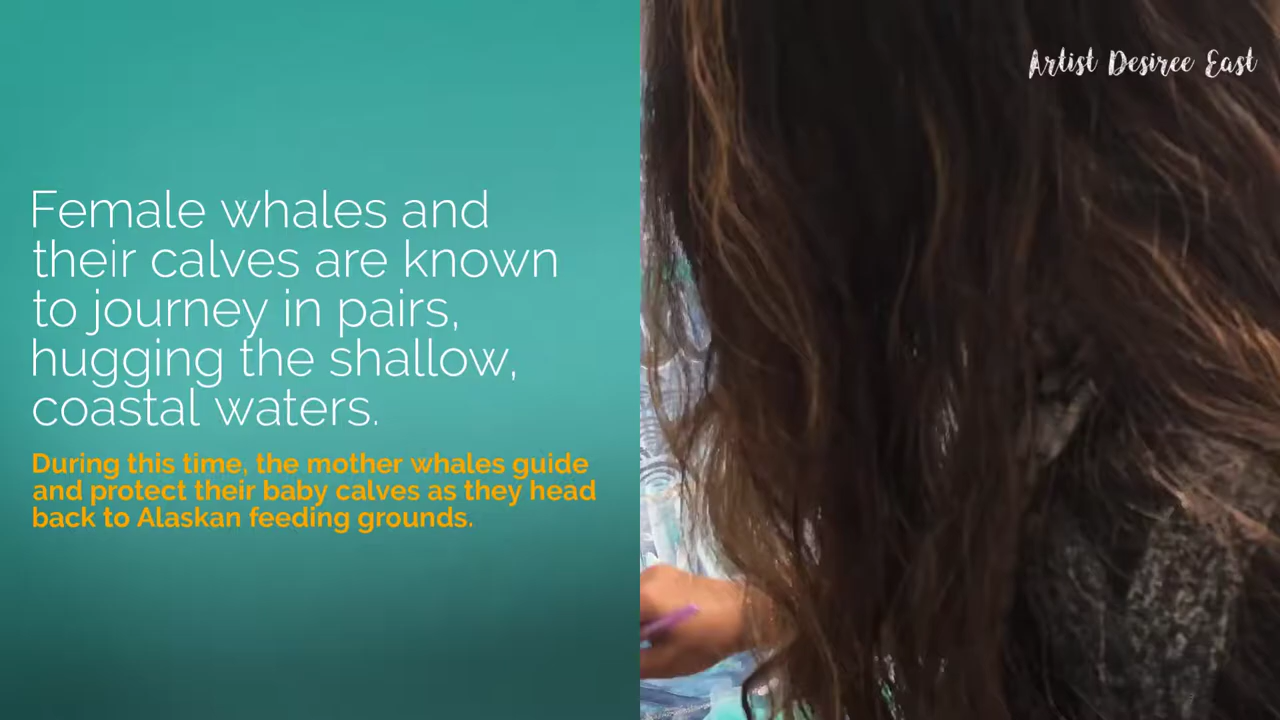 Artist Desiree East
Female whales and
their calves are known
to journey in pairs,
hugging the shallow,
coastal waters.
During this time, the mother whales guide
and protect their baby calves as they head
back to Alaskan feeding grounds.